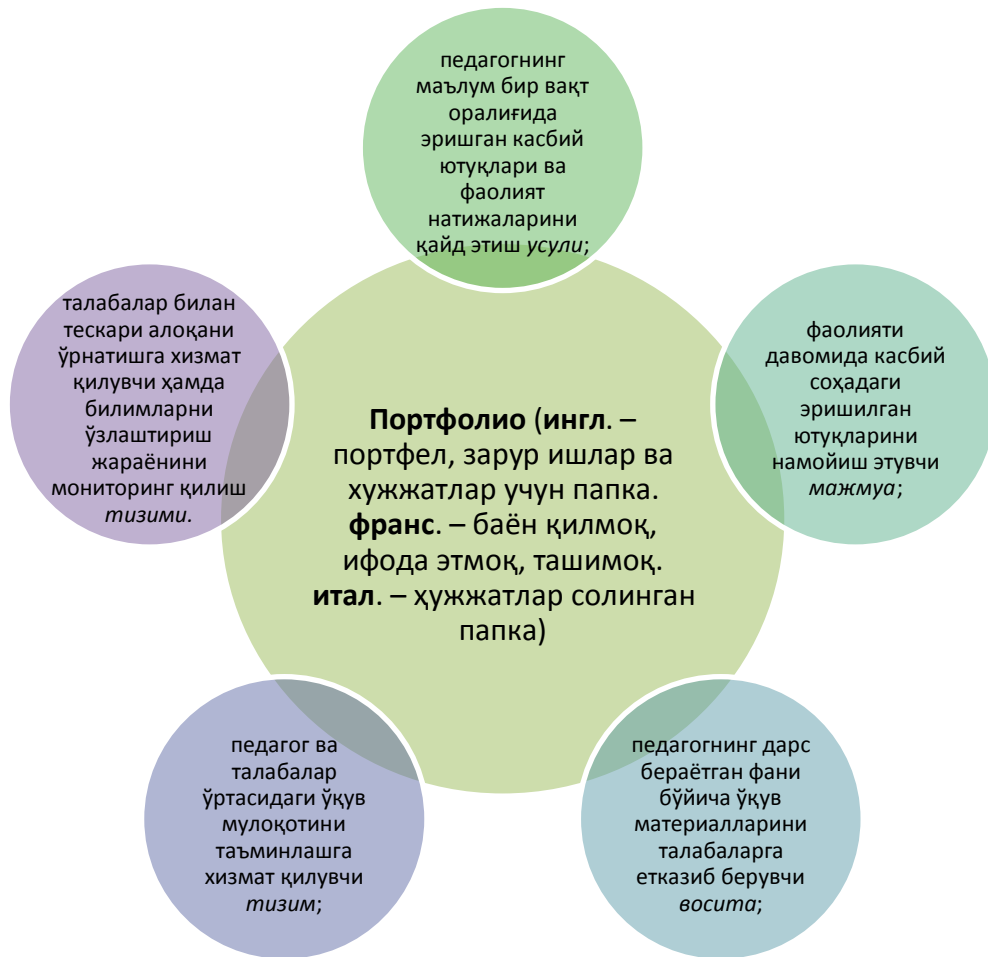 педагогнинг
маълум бир вақт
оралиғида
эришган касбий
ютуқлари ва
фаолият
натижаларини
қайд этиш усули;
фаолияти
давомида касбий
соҳадаги
эришилган
ютуқларини
намойиш этувчи
мажмуа;
педагогнинг дарс
бераётган фани
бўйича ўқув
материалларини
талабаларга
етказиб берувчи
восита;
педагог ва
талабалар
ўртасидаги ўқув
мулоқотини
таъминлашга
хизмат қилувчи
тизим;
талабалар билан
тескари алоқани
ўрнатишга хизмат
қилувчи ҳамда
билимларни
ўзлаштириш
жараёнини
мониторинг қилиш
тизими.
Портфолио (ингл. –
портфел, зарур ишлар ва
хужжатлар учун папка.
франс. – баён қилмоқ,
ифода этмоқ, ташимоқ.
итал. – ҳужжатлар солинган
папка)